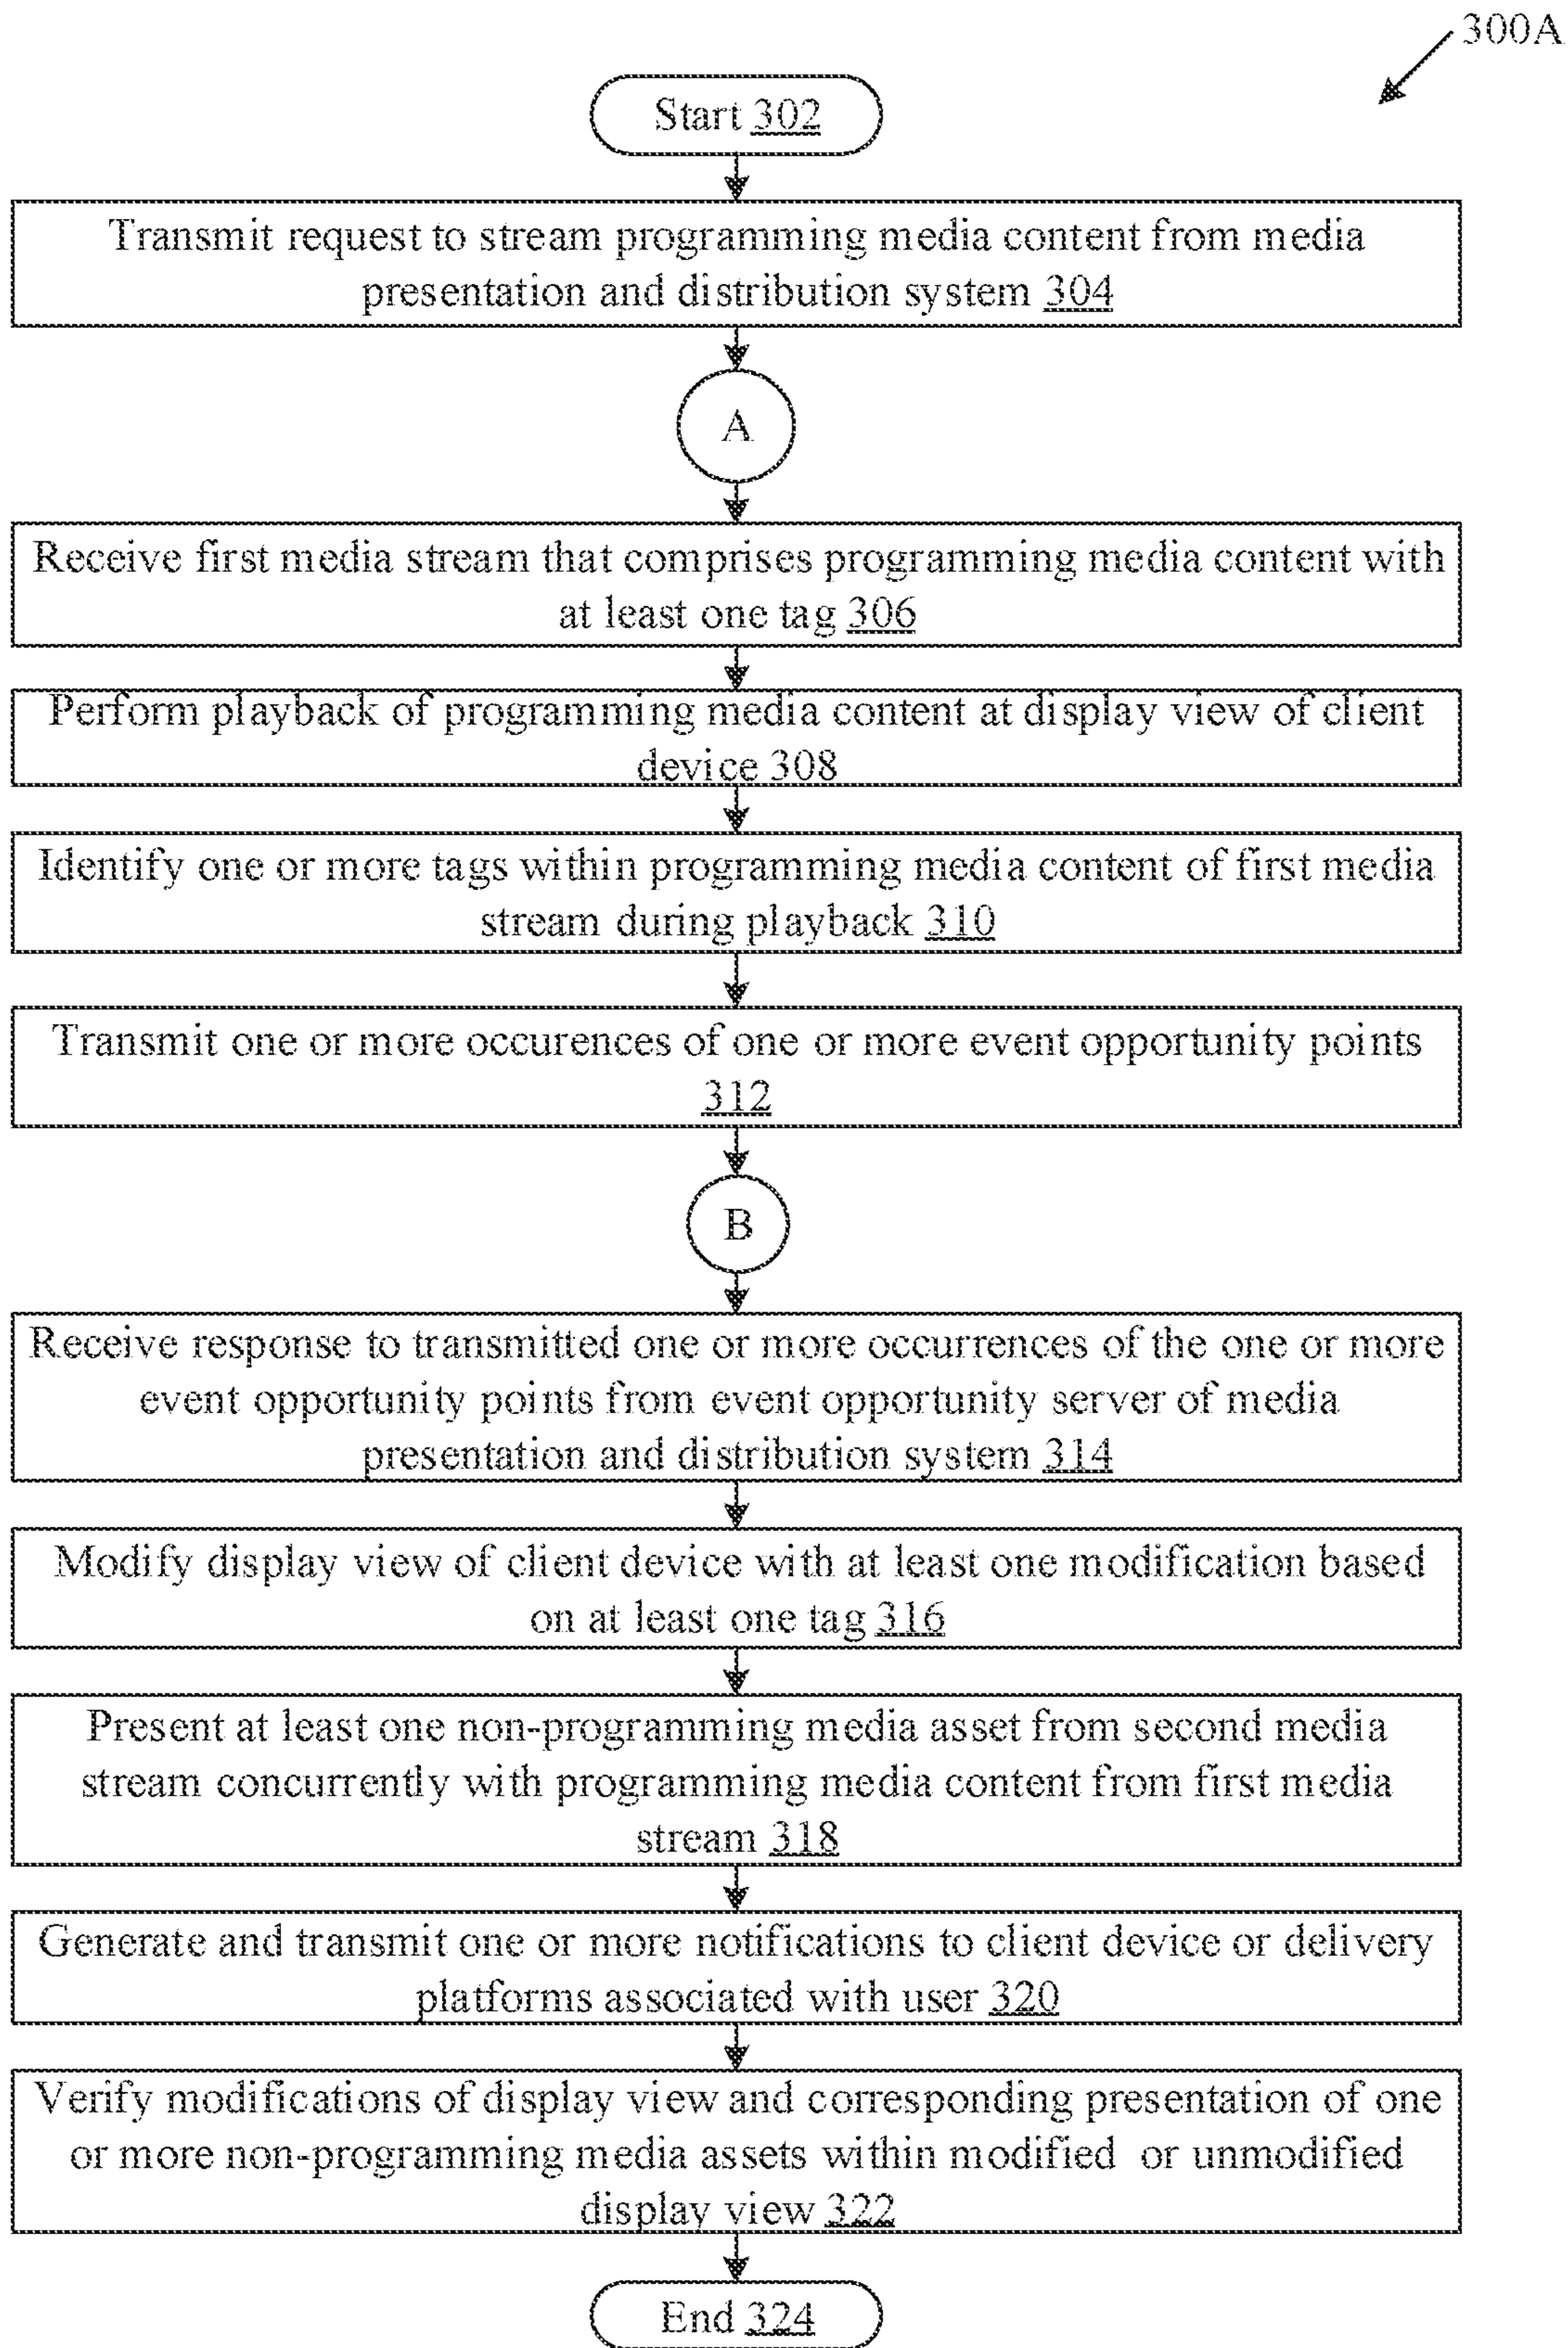 300A
Start 302
Transmit request to stream programming media content from media
presentation and distribution system 304
A
Receive first media stream that comprises programming media content with
at least one tag 306
Perform playback of programming media content at display view of client
device 308
Identify one or more tags within programming media content of first media
stream during playback 310
Transmit one or more occurences of one or more event opportunity points
312
B
Receive response to transmitted one or more occurrences of the one or more
event opportunity points from event opportunity server of media
presentation and distribution system 314
Modify display view of client device with at least one modification based
on at least one tag 316
Present at least one non-programming media asset from second media
stream concurrently with programming media content from first media
stream 318
Generate and transmit one or more notifications to client device or delivery
platforms associated with user 320
Verify modifications of display view and corresponding presentation of one
or more non-programming media assets within modified or unmodified
display view 322
End 324